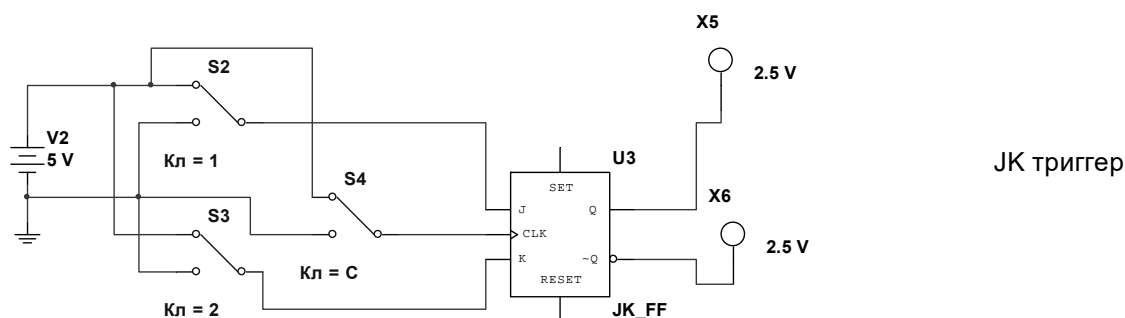 X5
2.5 V
S2
V2
5 V
Кл = 1
U3
JK триггер
S4
SET
X6
S3
J
Q
CLK
2.5 V
Кл = C
K
~Q
RESET
Кл = 2
JK_FF